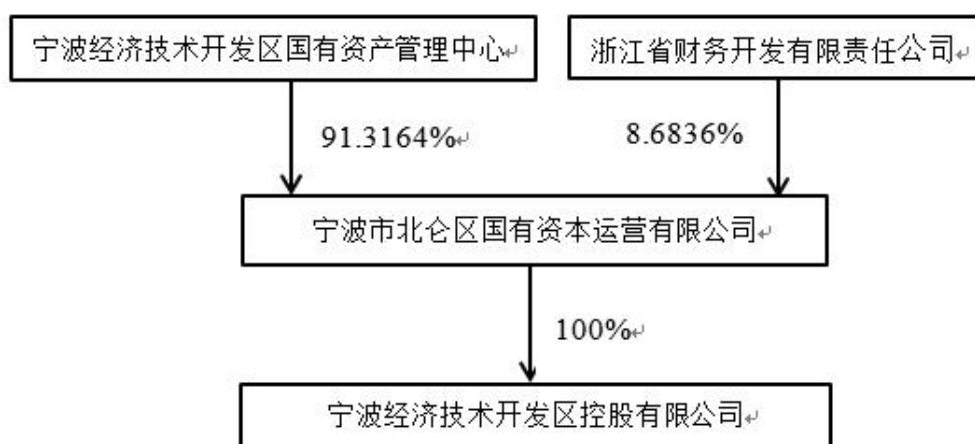 宁波经济技术开发区国有资产管理中心
浙江省财务开发有限责任公司
91.3164%
8.6836%
宁波市北仑区国有资本运营有限公司
100%
宁波经济技术开发区控股有限公司